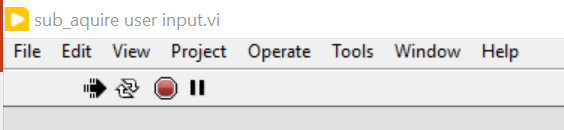 sub_aquire user input.vi
File Edit View Project Operate Tools Window Help